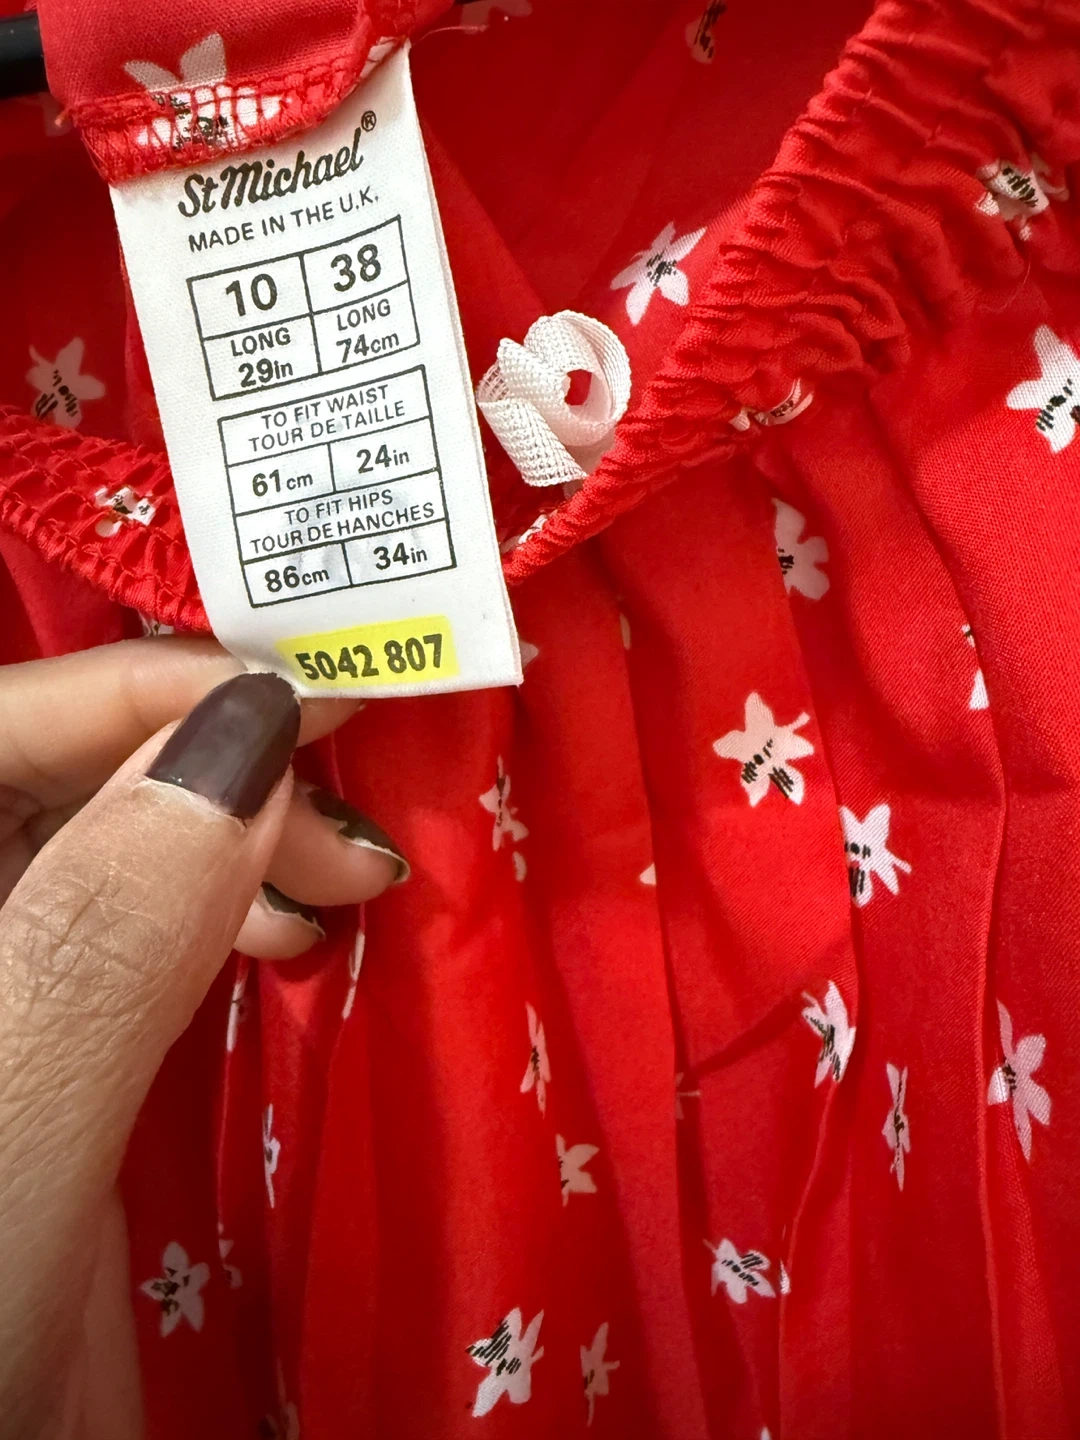 St Michael®
MADE IN THE U.K.
10 38
LONG LONG
29in 74cm
TO FIT WAIST
TOUR DE TAILLE
61cm 24in
TO FIT HIPS
TOUR DE HANCHES
86cm 34in
5042 807